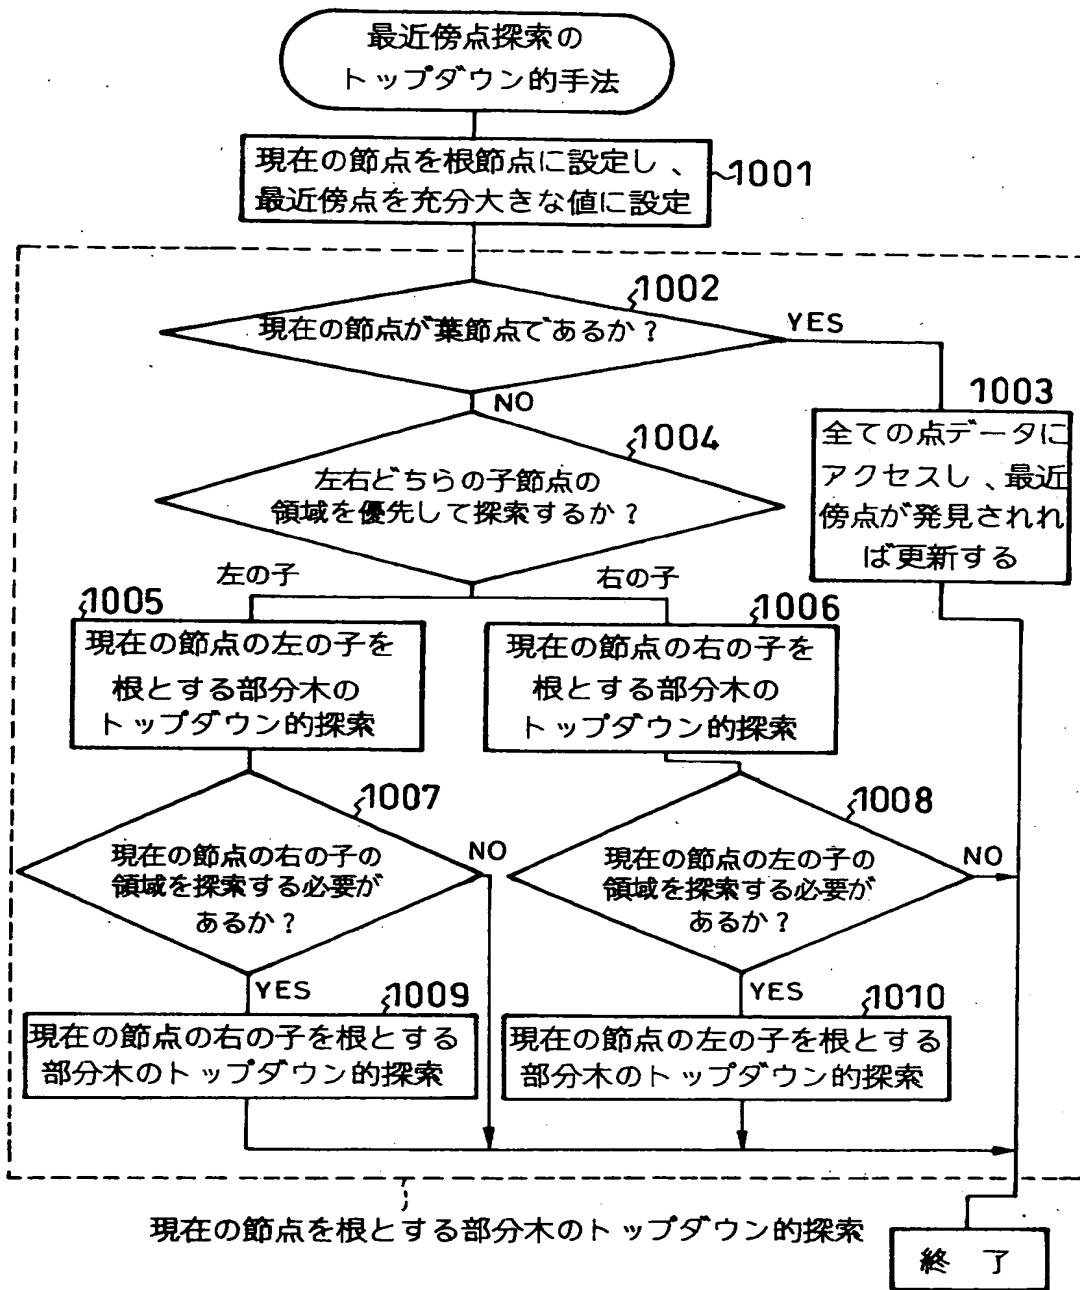 最近傍点探索の
トップダウン的手法
現在の節点を根節点に設定し、
最近傍点を充分大きな値に設定
1001
1002
現在の節点が葉節点であるか?
YES
NO
1003
全ての点データに
アクセスし、最近
傍点が発見されれ
ば更新する
1004
左右どちらの子節点の
領域を優先して探索するか?
左の子
右の子
1005
現在の節点の左の子を
根とする部分木の
トップダウン的探索
1006
現在の節点の右の子を
根とする部分木の
トップダウン的探索
1007
現在の節点の右の子の
領域を探索する必要が
あるか?
NO
YES
1008
現在の節点の左の子の
領域を探索する必要が
あるか?
NO
YES
1009
現在の節点の右の子を根とする
部分木のトップダウン的探索
1010
現在の節点の左の子を根とする
部分木のトップダウン的探索
現在の節点を根とする部分木のトップダウン的探索
終 了